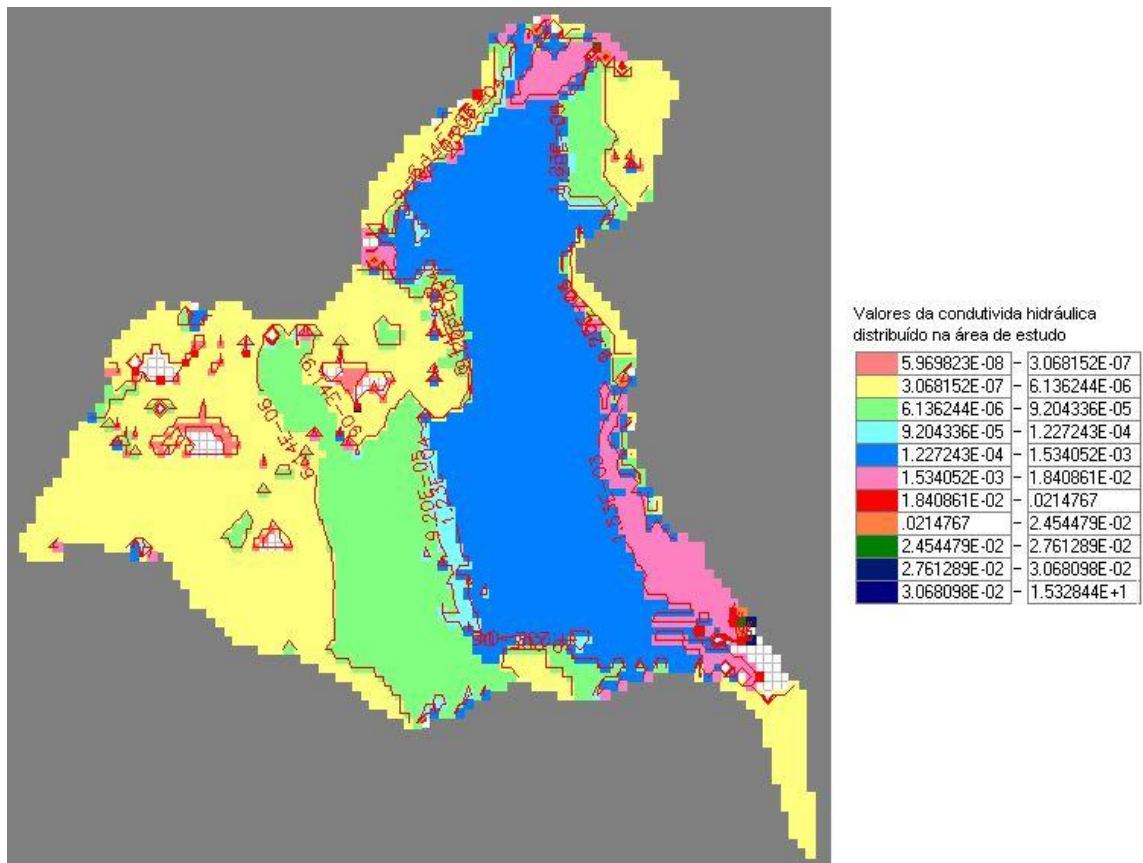 Valores da condutivida hidráulica
distribuído na área de estudo
5.969823E-08 - 3.068152E-07
3.068152E-07 - 6.136244E-06
6.136244E-06 - 9.204336E-05
9.204336E-05 - 1.227243E-04
1.227243E-04 - 1.534052E-03
1.534052E-03 - 1.840861E-02
1.840861E-02 - .0214767
.0214767 - 2.454479E-02
2.454479E-02 - 2.761289E-02
2.761289E-02 - 3.068098E-02
3.068098E-02 - 1.532844E+1